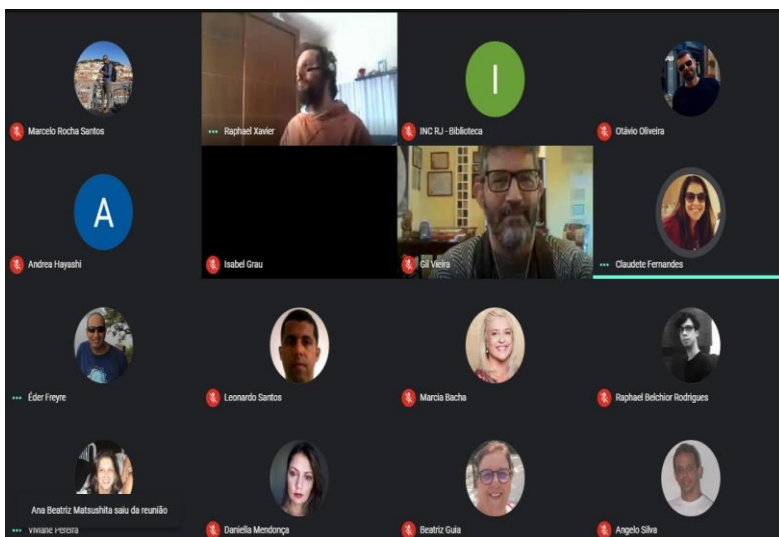 Marcelo Rocha Santos
Raphael Xavier
I
INC RJ - Biblioteca
Otávio Oliveira
A
Andrea Hayashi
Isabel Grau
Gil Vieira
Claudete Fernandes
Éder Freyre
Leonardo Santos
Marcia Bacha
Raphael Belchior Rodrigues
Ana Beatriz Matsushita saiu da reunião
Viviane Pereira
Daniella Mendonça
Beatriz Guia
Angelo Silva